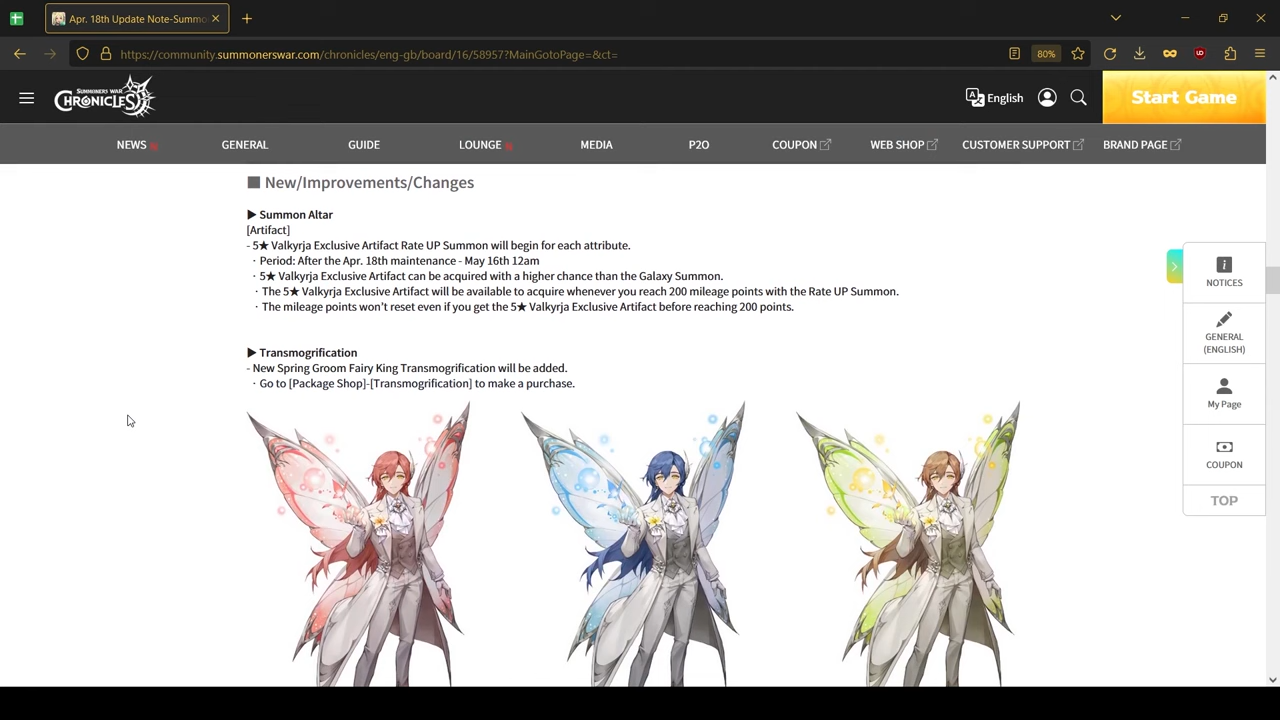 Apr. 18th Update Note-Summo
https://community.summonerswar.com/chronicles/eng-gb/board/16/58957?MainGotoPage=&ct=
80%
SUMMONERS WAR
CHRONICLES
English
Start Game
NEWS
GENERAL
GUIDE
LOUNGE
MEDIA
P2O
COUPON
WEB SHOP
CUSTOMER SUPPORT
BRAND PAGE
■ New/Improvements/Changes
▶ Summon Altar
[Artifact]
- 5★ Valkyrja Exclusive Artifact Rate UP Summon will begin for each attribute.
· Period: After the Apr. 18th maintenance - May 16th 12am
· 5★ Valkyrja Exclusive Artifact can be acquired with a higher chance than the Galaxy Summon.
· The 5★ Valkyrja Exclusive Artifact will be available to acquire whenever you reach 200 mileage points with the Rate UP Summon.
· The mileage points won't reset even if you get the 5★ Valkyrja Exclusive Artifact before reaching 200 points.
▶ Transmogrification
- New Spring Groom Fairy King Transmogrification will be added.
· Go to [Package Shop]-[Transmogrification] to make a purchase.
NOTICES
GENERAL
(ENGLISH)
My Page
COUPON
TOP